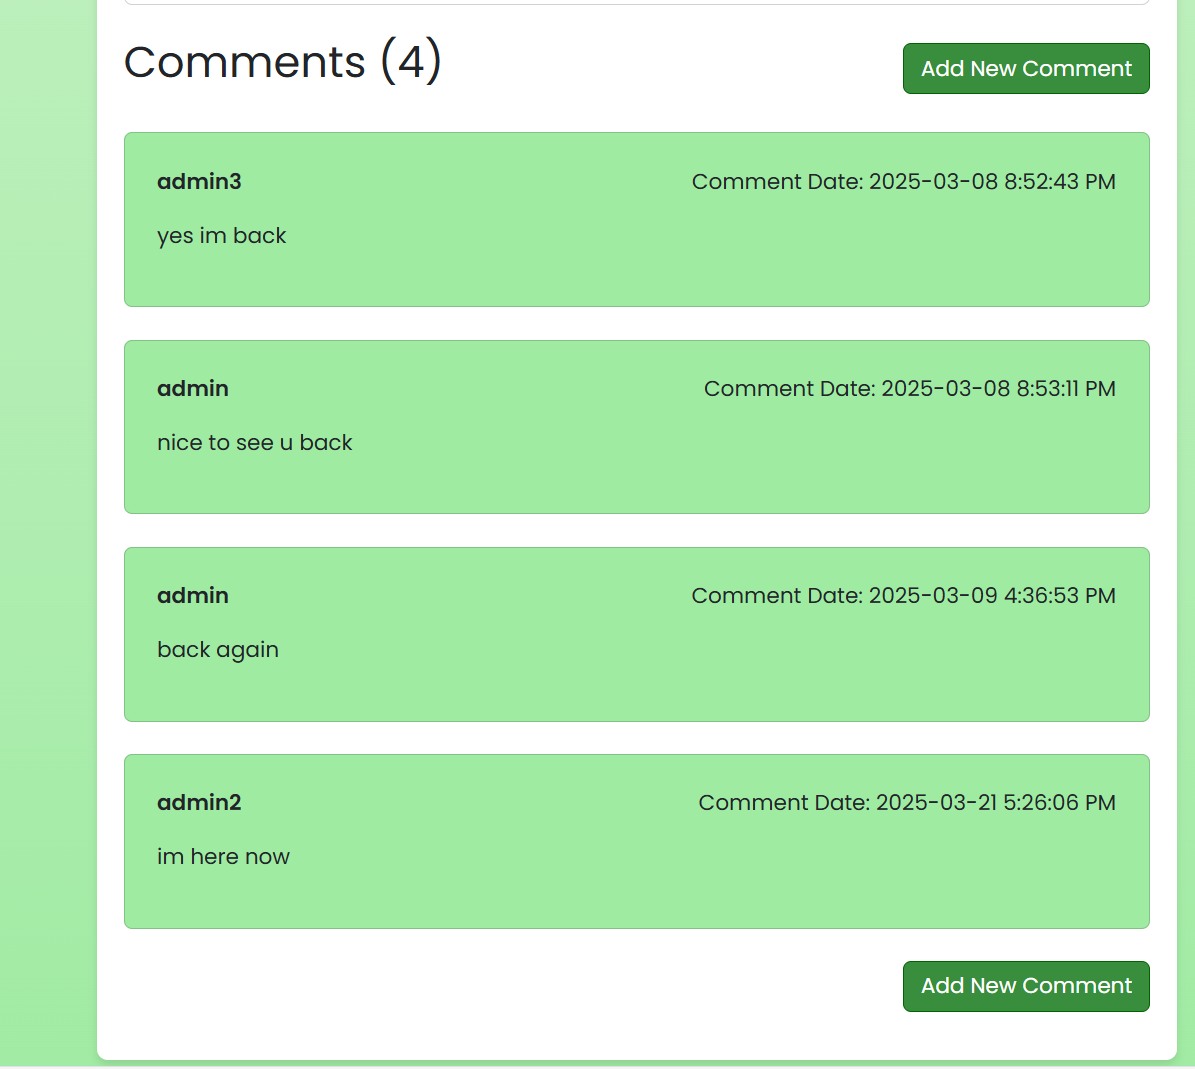 Comments (4)
Add New Comment
admin3 Comment Date: 2025-03-08 8:52:43 PM
yes im back
admin Comment Date: 2025-03-08 8:53:11 PM
nice to see u back
admin Comment Date: 2025-03-09 4:36:53 PM
back again
admin2 Comment Date: 2025-03-21 5:26:06 PM
im here now
Add New Comment